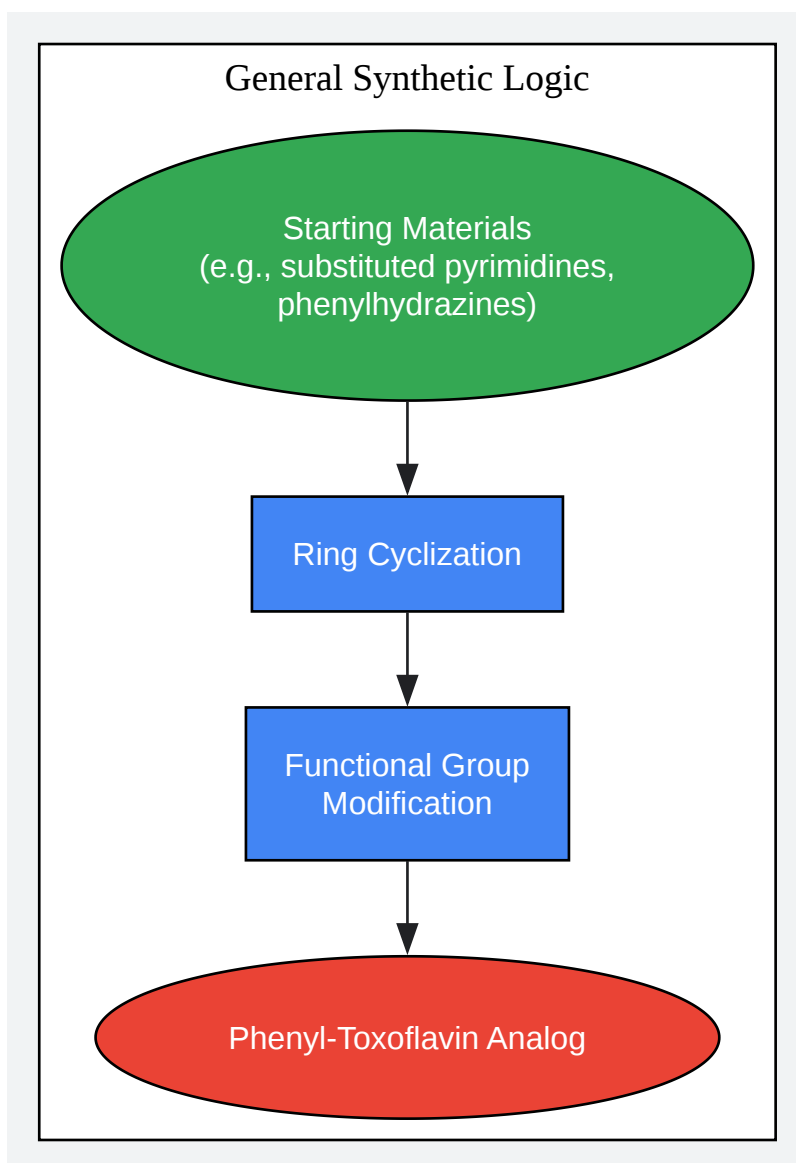 General Synthetic Logic
Starting Materials
(e.g., substituted pyrimidines,
phenylhydrazines)
Ring Cyclization
Functional Group
Modification
Phenyl-Toxoflavin Analog